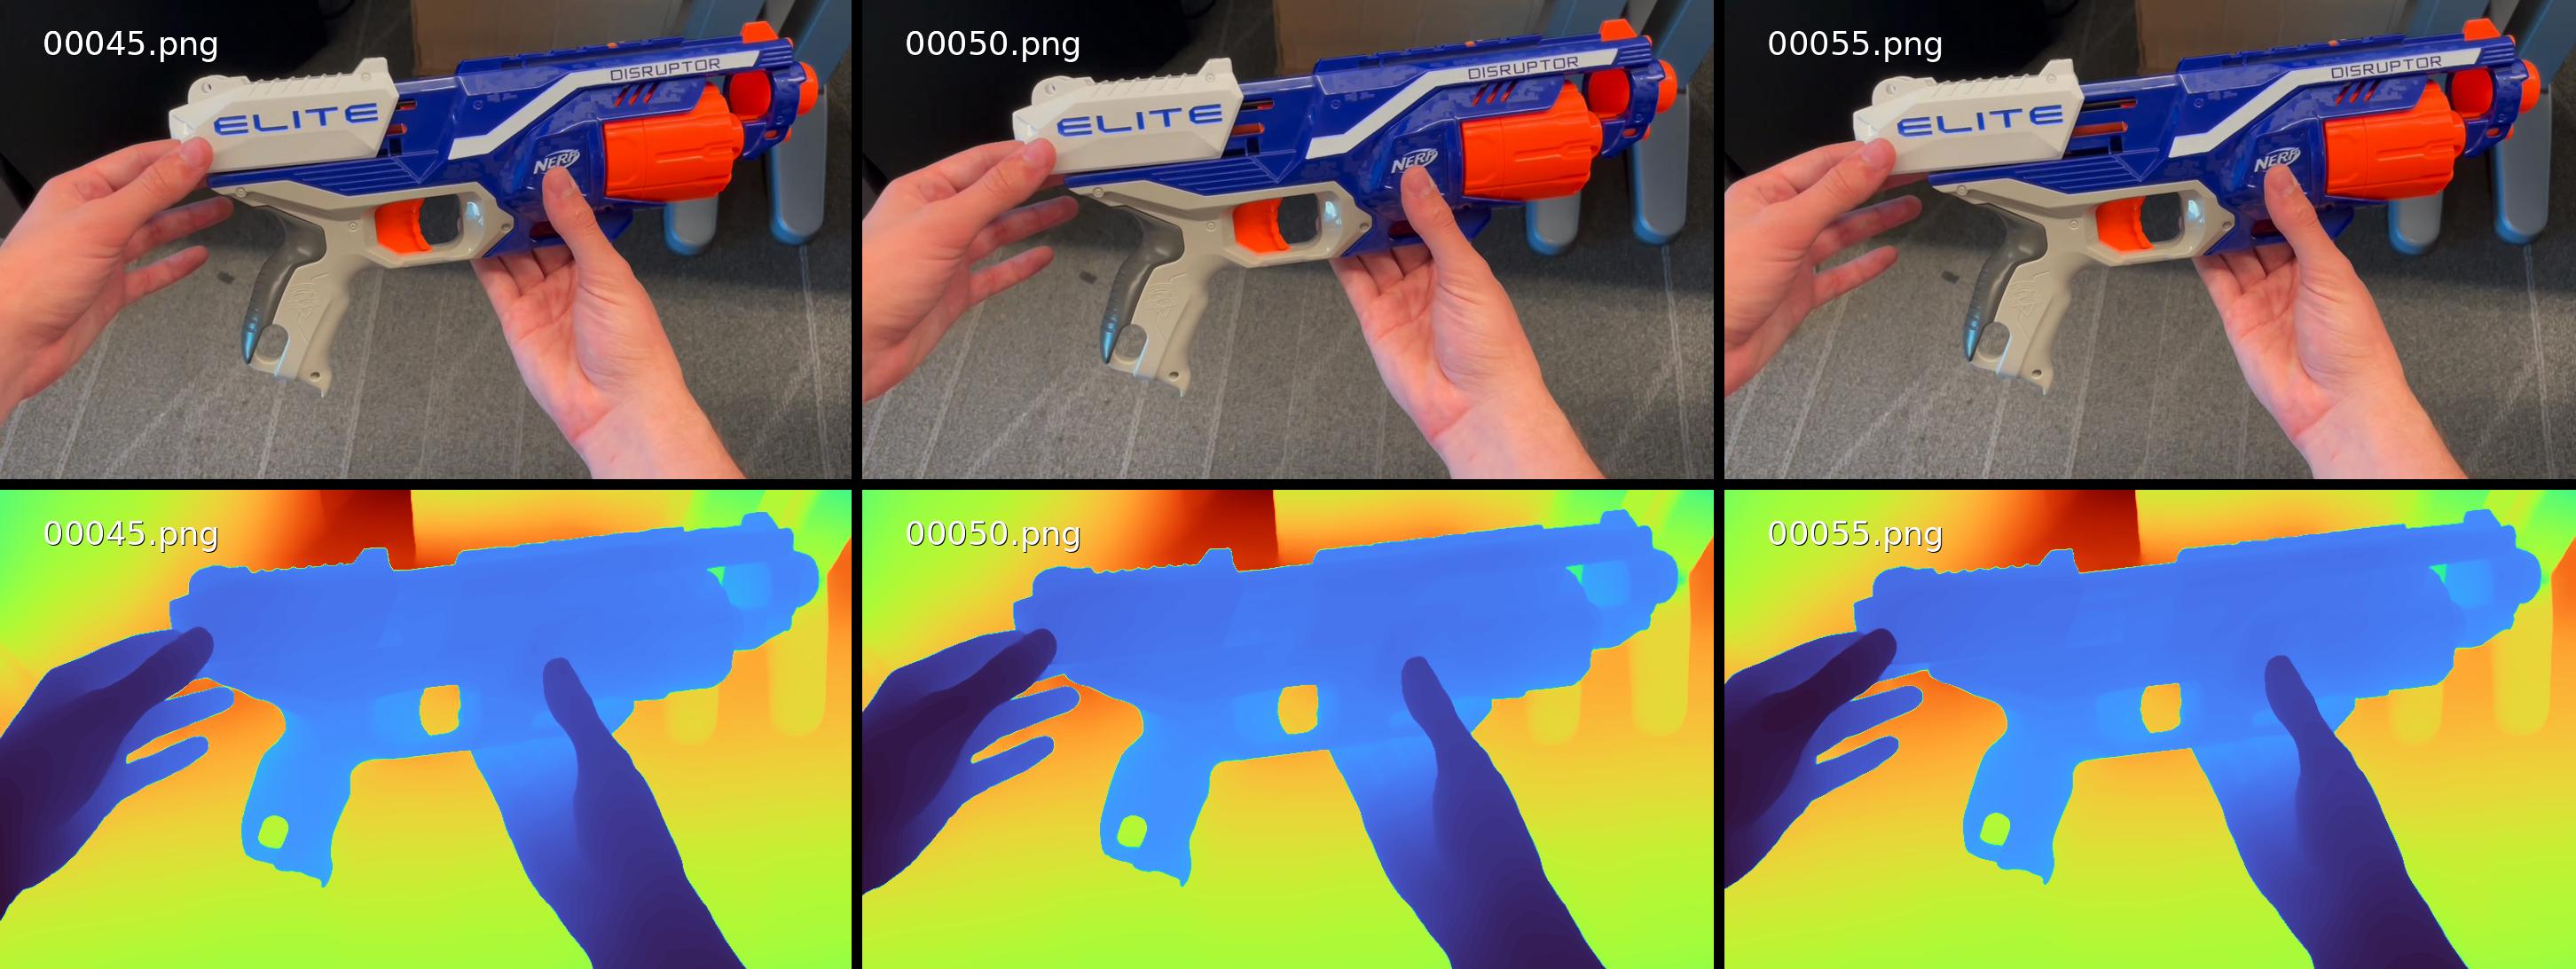 00045.png
DISRUPTOR
ELITE
NERF
00050.png
DISRUPTOR
ELITE
NERF
00055.png
DISRUPTOR
ELITE
NERF
00045.png
00050.png
00055.png